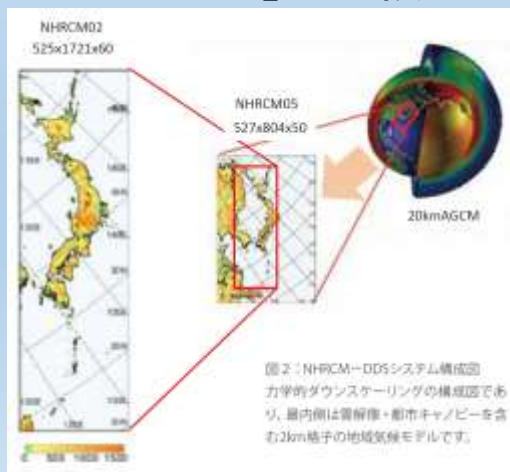 NHRCM02
525x1721x60
NHRCM05
527x804x50
20kmAGCM
0 500 1000 1500
図2：NHRCM－DDSシステム構成図
力学的ダウンスケーリングの構成図であ
り、最内側は雲解像・都市キャノピーを含
む2km格子の地域気候モデルです。